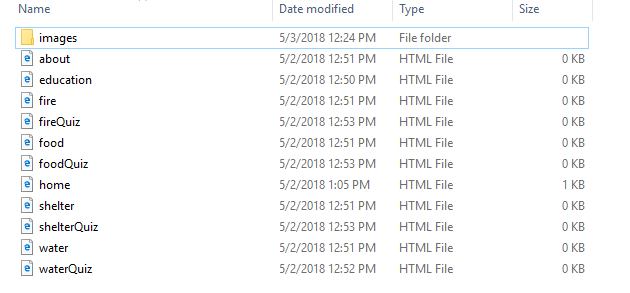 Name Date modified Type Size
images 5/3/2018 12:24 PM File folder
about 5/2/2018 12:51 PM HTML File 0 KB
education 5/2/2018 12:50 PM HTML File 0 KB
fire 5/2/2018 12:51 PM HTML File 0 KB
fireQuiz 5/2/2018 12:53 PM HTML File 0 KB
food 5/2/2018 12:51 PM HTML File 0 KB
foodQuiz 5/2/2018 12:53 PM HTML File 0 KB
home 5/2/2018 1:05 PM HTML File 1 KB
shelter 5/2/2018 12:51 PM HTML File 0 KB
shelterQuiz 5/2/2018 12:53 PM HTML File 0 KB
water 5/2/2018 12:51 PM HTML File 0 KB
waterQuiz 5/2/2018 12:52 PM HTML File 0 KB